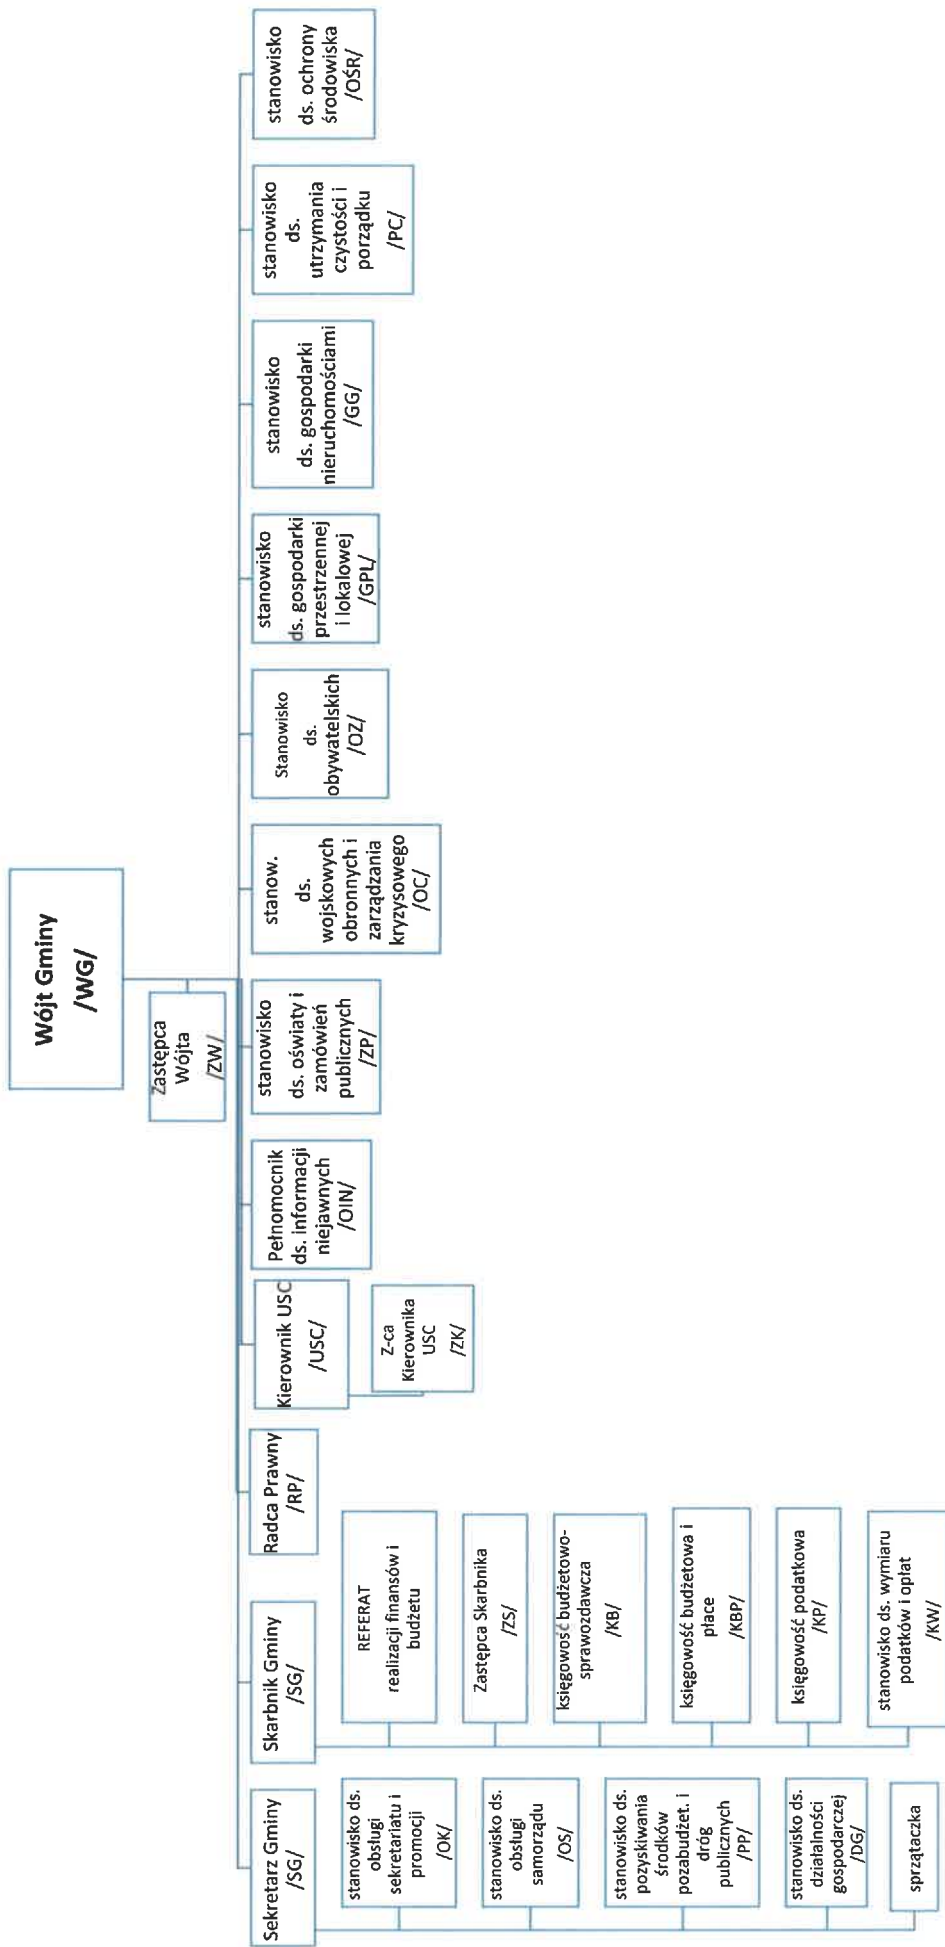 Wójt Gminy
/WG/
Zastępca
Wójta
/ZW/
Sekretarz Gminy
/SG/
stanowisko ds.
obsługi
sekretariatu i
promocji
/OK/
stanowisko ds.
obsługi
samorządu
/OS/
stanowisko ds.
pozyskiwania
środków
pozabudżet. i
dróg
publicznych
/PP/
stanowisko ds.
działalności
gospodarczej
/DG/
sprzątaczka
Skarbnik Gminy
/SG/
REFERAT
realizacji finansów i
budżetu
Zastępca Skarbnika
/ZS/
księgowość budżetowo-
sprawozdawcza
/KB/
księgowość budżetowa i
płace
/KBP/
księgowość podatkowa
/KP/
stanowisko ds. wymiaru
podatków i opłat
/KW/
Radca Prawny
/RP/
Kierownik USC
/USC/
Z-ca
Kierownika
USC
/ZK/
Pełnomocnik
ds. informacji
niejawnych
/OIN/
stanowisko
ds. oświaty i
zamówień
publicznych
/ZP/
stanow.
ds.
wojskowych
obronnych i
zarządzania
kryzysowego
/OC/
Stanowisko
ds.
obywatelskich
/OZ/
stanowisko
ds. gospodarki
przestrzennej
i lokalowej
/GPL/
stanowisko
ds. gospodarki
nieruchomościami
/GG/
stanowisko
ds.
utrzymania
czystości i
porządku
/PC/
stanowisko
ds. ochrony
środowiska
/OŚR/